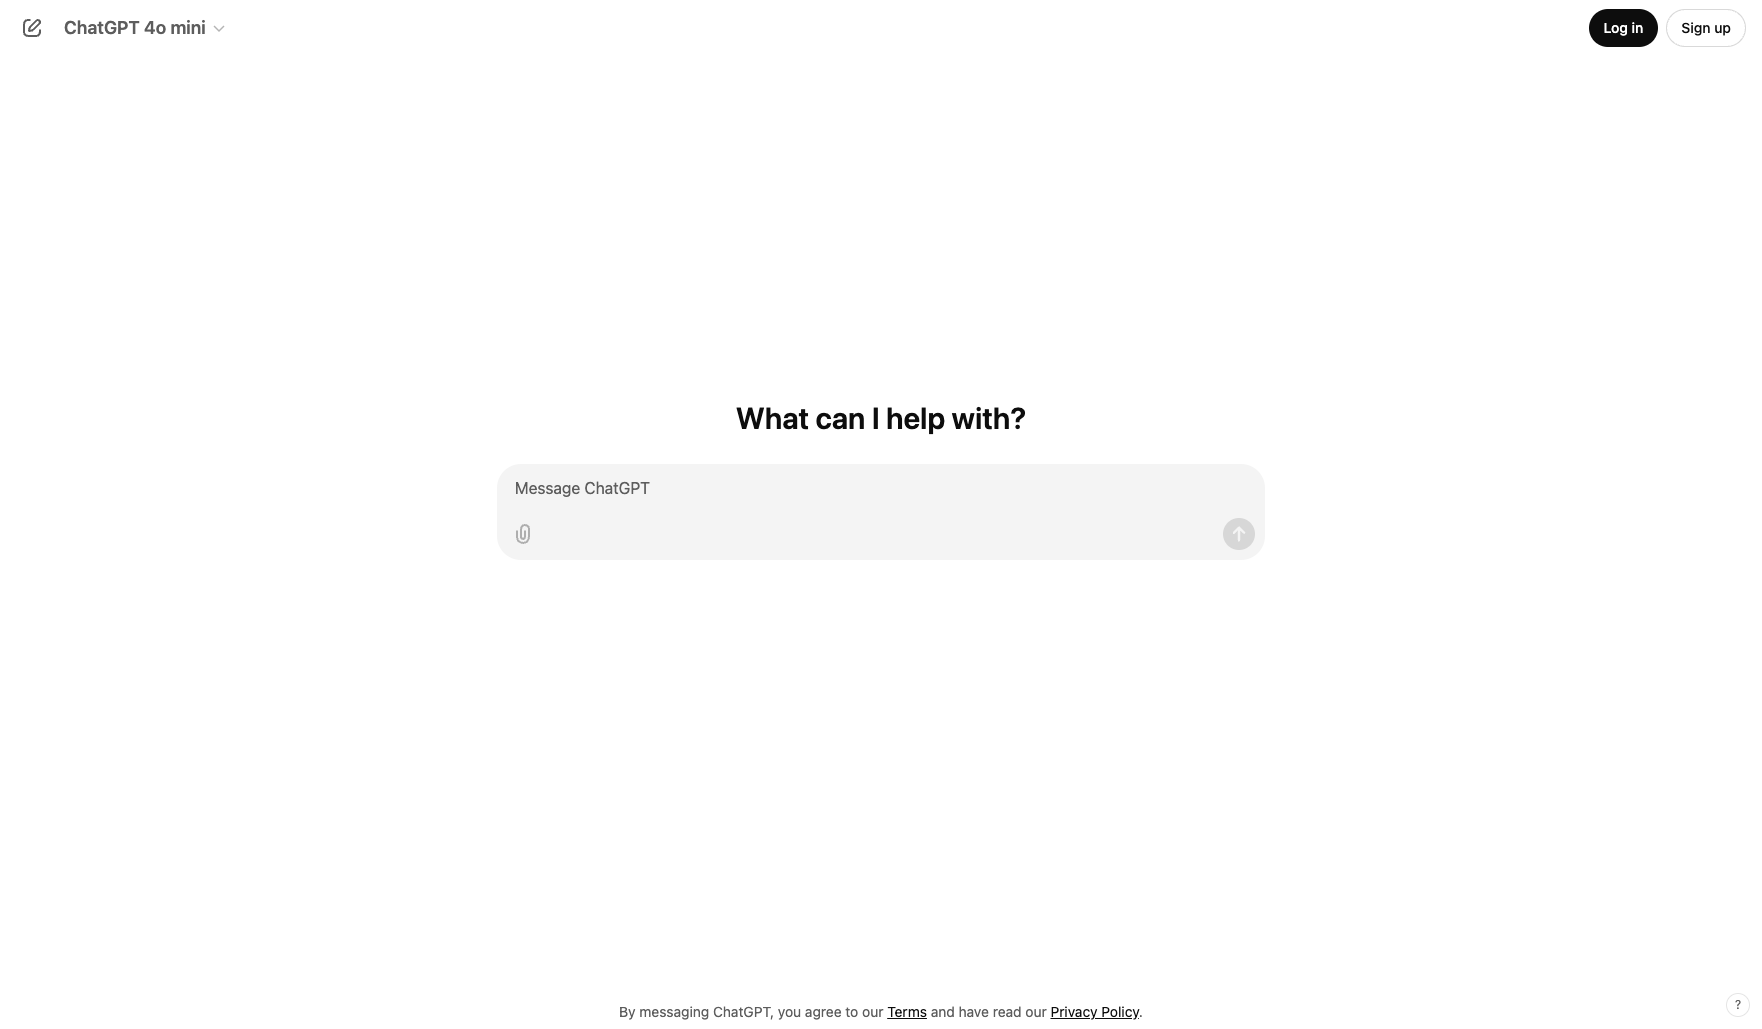 ChatGPT 4o mini
Log in
Sign up
What can I help with?
Message ChatGPT
By messaging ChatGPT, you agree to our Terms and have read our Privacy Policy.
?